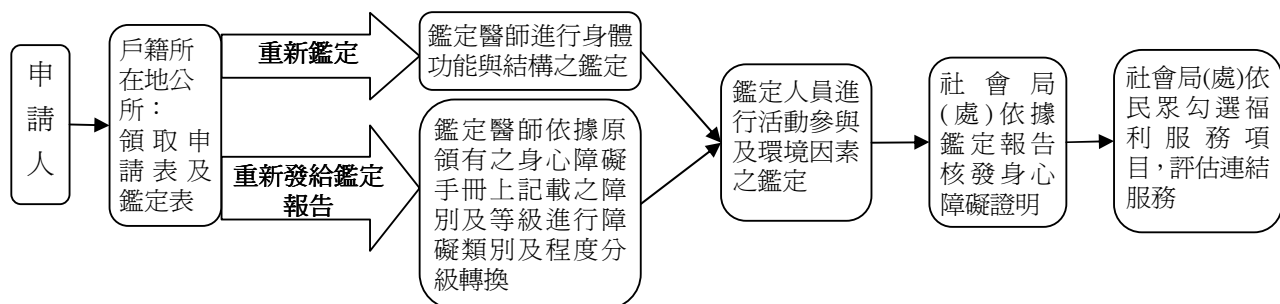 申
請
人
戶籍所
在地公
所：
領取申
請表及
鑑定表
重新鑑定
重新發給鑑定
報告
鑑定醫師進行身體
功能與結構之鑑定
鑑定醫師依據原
領有之身心障礙
手冊上記載之障
別及等級進行障
礙類別及程度分
級轉換
鑑定人員進
行活動參與
及環境因素
之鑑定
社會局
(處)依據
鑑定報告
核發身心
障礙證明
社會局(處)依
民眾勾選福
利服務項
目，評估連結
服務